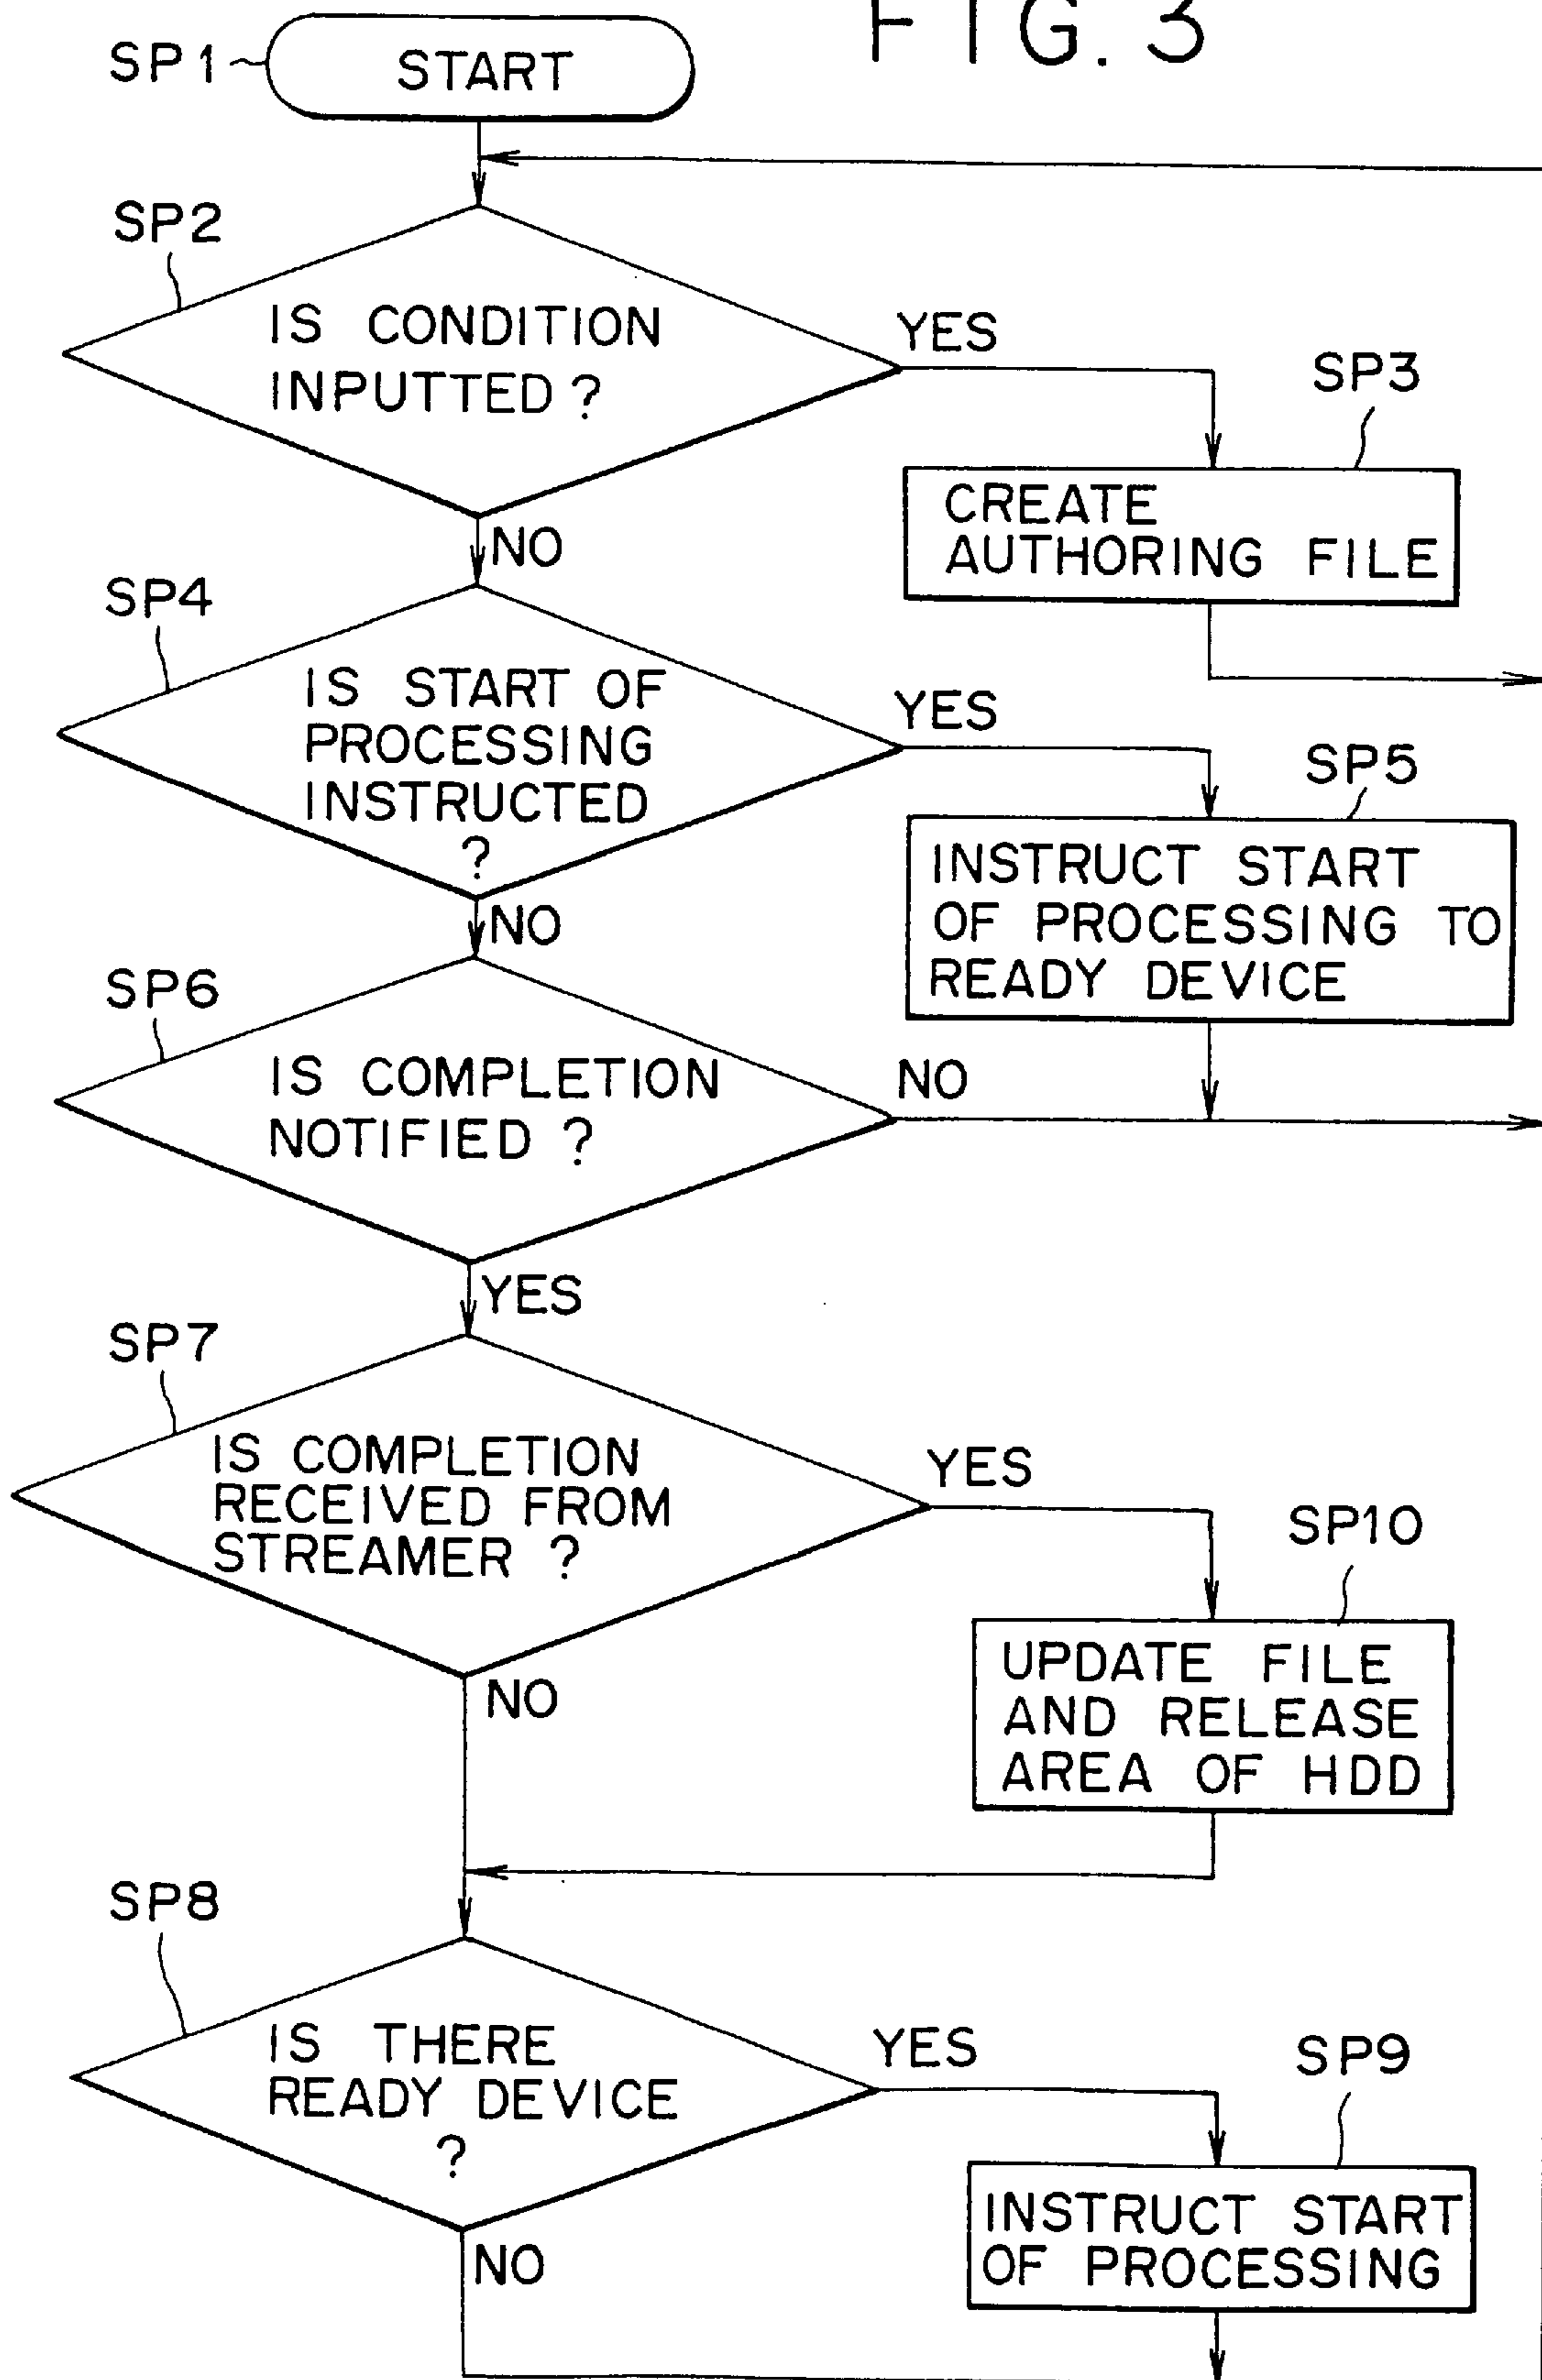 FIG. 3
SP1
START
SP2
IS CONDITION
INPUTTED ?
YES
SP3
CREATE
AUTHORING FILE
NO
SP4
IS START OF
PROCESSING
INSTRUCTED
?
YES
SP5
INSTRUCT START
OF PROCESSING TO
READY DEVICE
NO
SP6
IS COMPLETION
NOTIFIED ?
NO
YES
SP7
IS COMPLETION
RECEIVED FROM
STREAMER ?
YES
SP10
UPDATE FILE
AND RELEASE
AREA OF HDD
NO
SP8
IS THERE
READY DEVICE
?
YES
SP9
INSTRUCT START
OF PROCESSING
NO